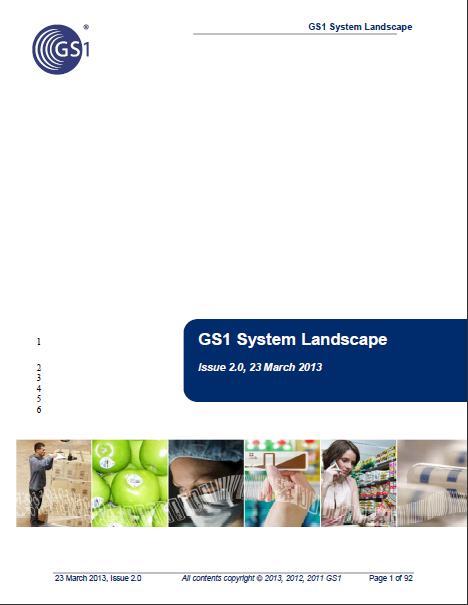 GS1 System Landscape
GS1®
1
GS1 System Landscape
Issue 2.0, 23 March 2013
2
3
4
5
6
23 March 2013, Issue 2.0 All contents copyright © 2013, 2012, 2011 GS1 Page 1 of 92